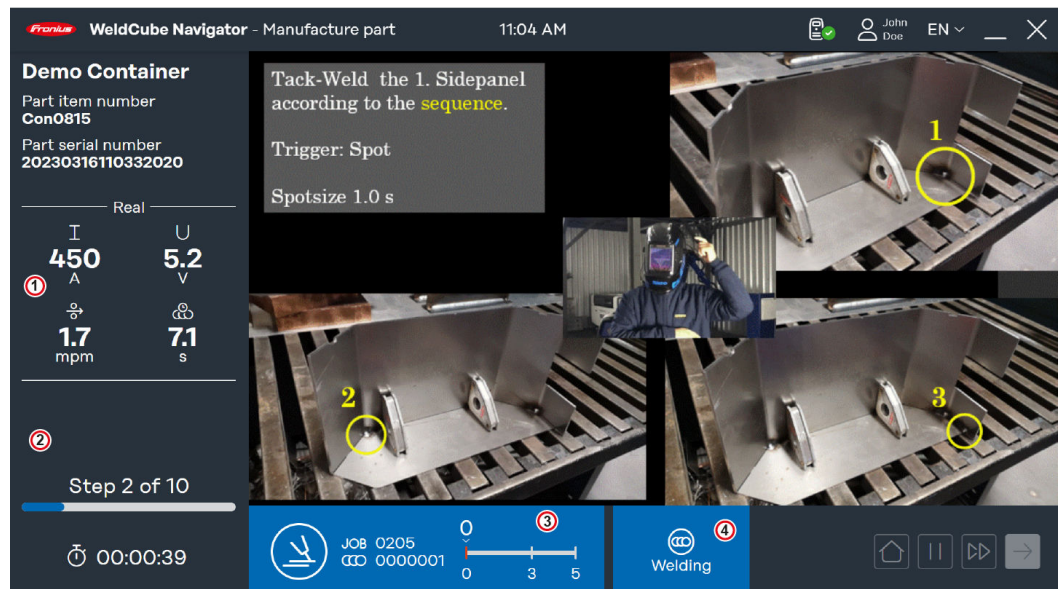 Fronius WeldCube Navigator - Manufacture part 11:04 AM John Doe EN
Demo Container
Part item number
Con0815
Part serial number
20230316110332020
Real
I U
450 5.2
A V
1.7 7.1
mpm s
1
2
Step 2 of 10
00:00:39
Tack-Weld the 1. Sidepanel
according to the sequence.
Trigger: Spot
Spotsize 1.0 s
1
2
3
3
JOB 0205
0000001
0
0 3 5
4
Welding